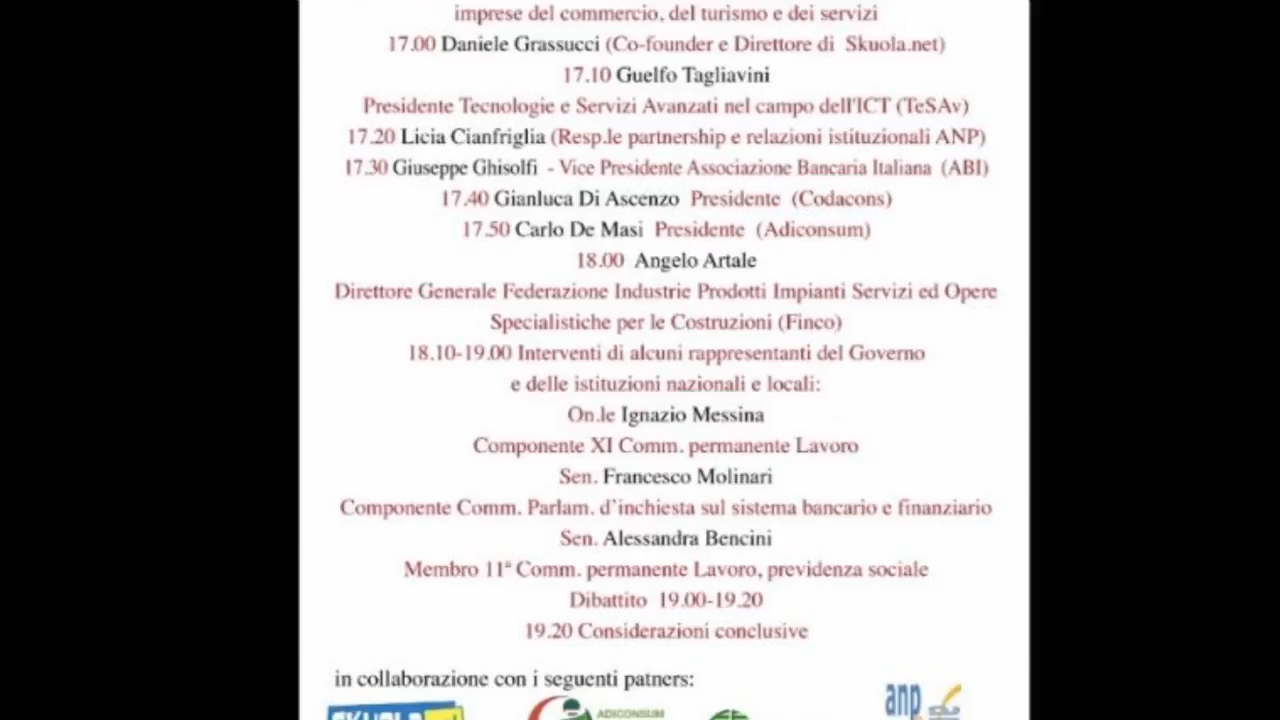 imprese del commercio, del turismo e dei servizi
17.00 Daniele Grassucci (Co-founder e Direttore di Skuola.net)
17.10 Guelfo Tagliavini
Presidente Tecnologie e Servizi Avanzati nel campo dell'ICT (TeSAv)
17.20 Licia Cianfriglia (Resp.le partnership e relazioni istituzionali ANP)
17.30 Giuseppe Ghisolfi - Vice Presidente Associazione Bancaria Italiana (ABI)
17.40 Gianluca Di Ascenzo Presidente (Codacons)
17.50 Carlo De Masi Presidente (Adiconsum)
18.00 Angelo Artale
Direttore Generale Federazione Industrie Prodotti Impianti Servizi ed Opere
Specialistiche per le Costruzioni (Finco)
18.10-19.00 Interventi di alcuni rappresentanti del Governo
e delle istituzioni nazionali e locali:
On.le Ignazio Messina
Componente XI Comm. permanente Lavoro
Sen. Francesco Molinari
Componente Comm. Parlam. d'inchiesta sul sistema bancario e finanziario
Sen. Alessandra Bencini
Membro 11ª Comm. permanente Lavoro, previdenza sociale
Dibattito 19.00-19.20
19.20 Considerazioni conclusive
in collaborazione con i seguenti patners:
ADICONSUM
anp